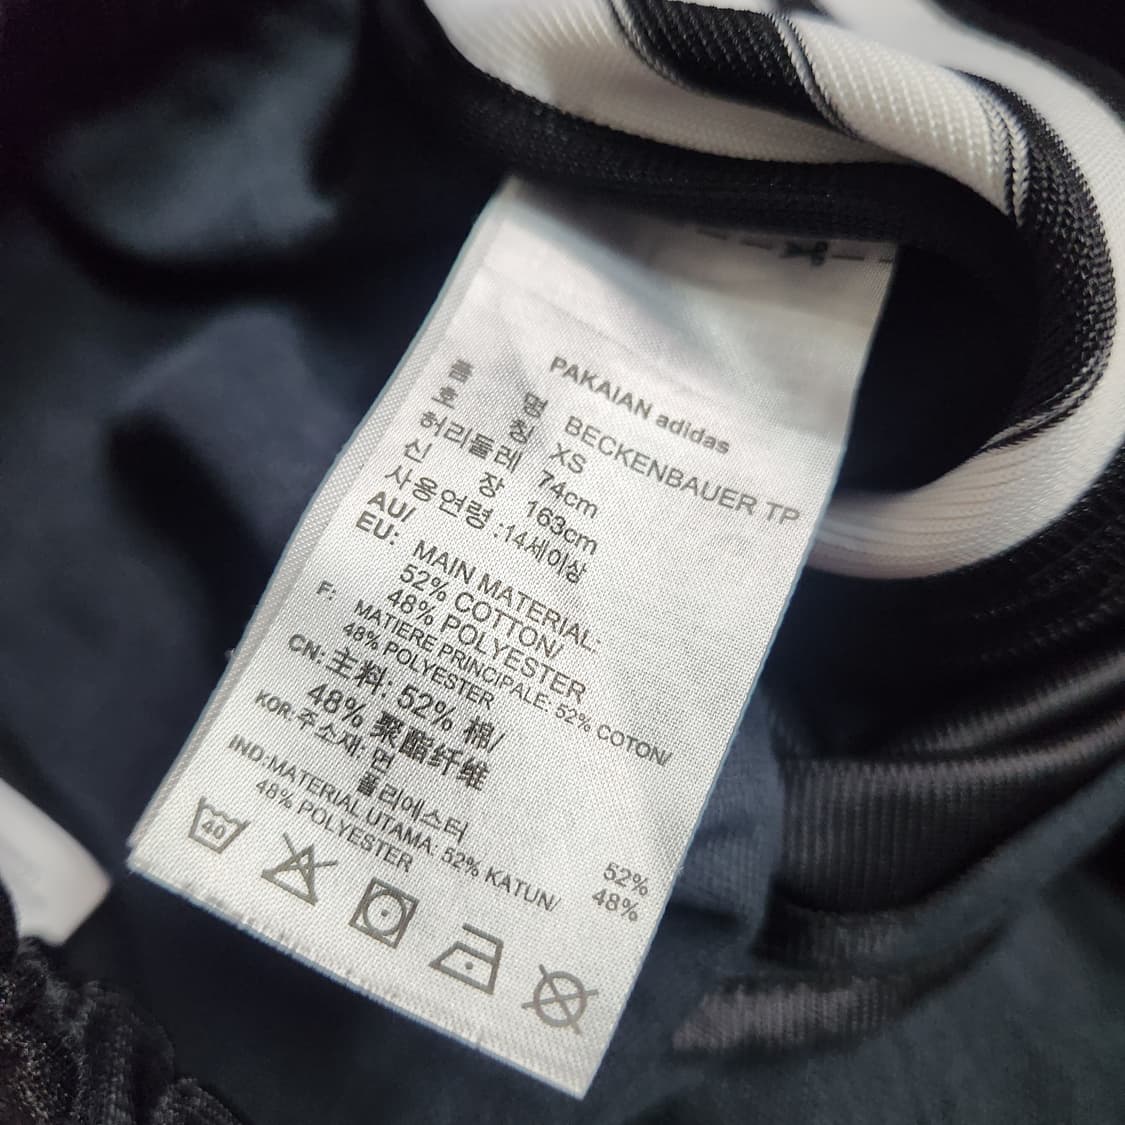 PAKAIAN adidas
품 명 BECKENBAUER TP
호 칭 XS
허리둘레 74cm
신 장 163cm
사용연령 :14세이상
AU/
EU: MAIN MATERIAL:
52% COTTON/
48% POLYESTER
F: MATIERE PRINCIPALE: 52% COTON/
48% POLYESTER
CN: 主料: 52% 棉/
48% 聚酯纤维
KOR: 주소재: 면 52%
폴리에스터 48%
IND:MATERIAL UTAMA: 52% KATUN/
48% POLYESTER
40